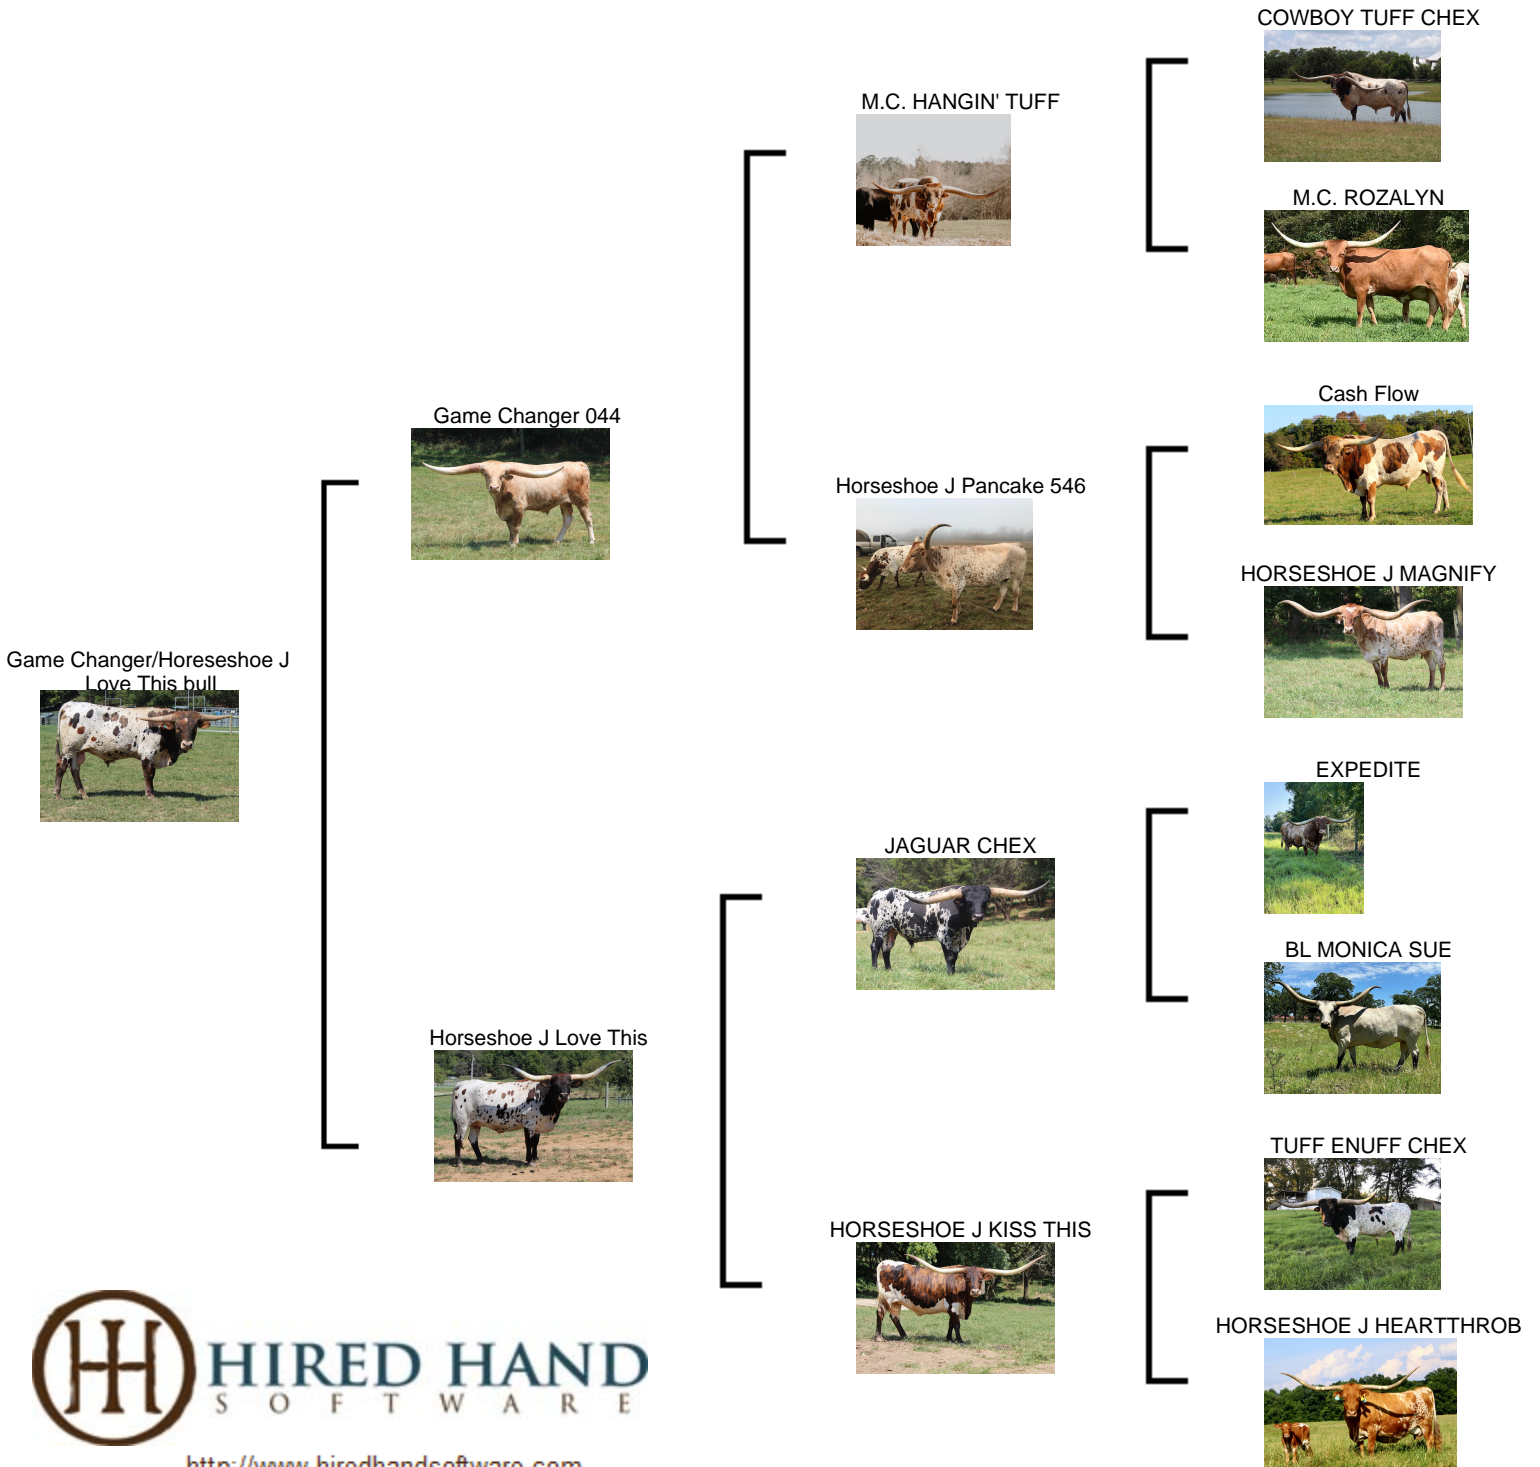 COWBOY TUFF CHEX
M.C. HANGIN' TUFF
M.C. ROZALYN
Cash Flow
Game Changer 044
Horseshoe J Pancake 546
HORSESHOE J MAGNIFY
Game Changer/Horeseshoe J
Love This bull
EXPEDITE
JAGUAR CHEX
BL MONICA SUE
Horseshoe J Love This
TUFF ENUFF CHEX
HORSESHOE J KISS THIS
HORSESHOE J HEARTTHROB
HIRED HAND
SOFTWARE
http://www.hiredhandsoftware.com